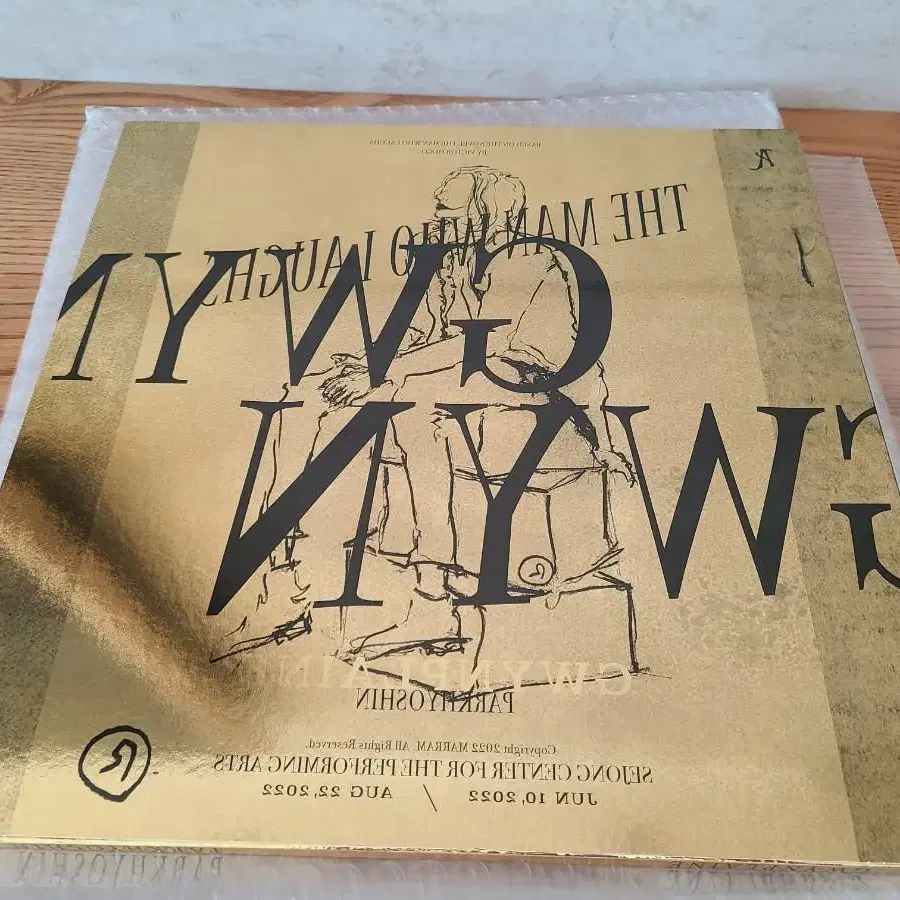 BASED ON THE NOVEL THE MAN WHO LAUGHS
BY VICTOR HUGO
A
THE MAN WHO LAUGHS
GWYN
GWYN
R
GWYNPLAINE
PARKHYOSHIN
Copyright 2022 MARRAM. All Rights Reserved.
SEJONG CENTER FOR THE PERFORMING ARTS
JUN 10, 2022 / AUG 22, 2022
R
PARKHYOSHIN